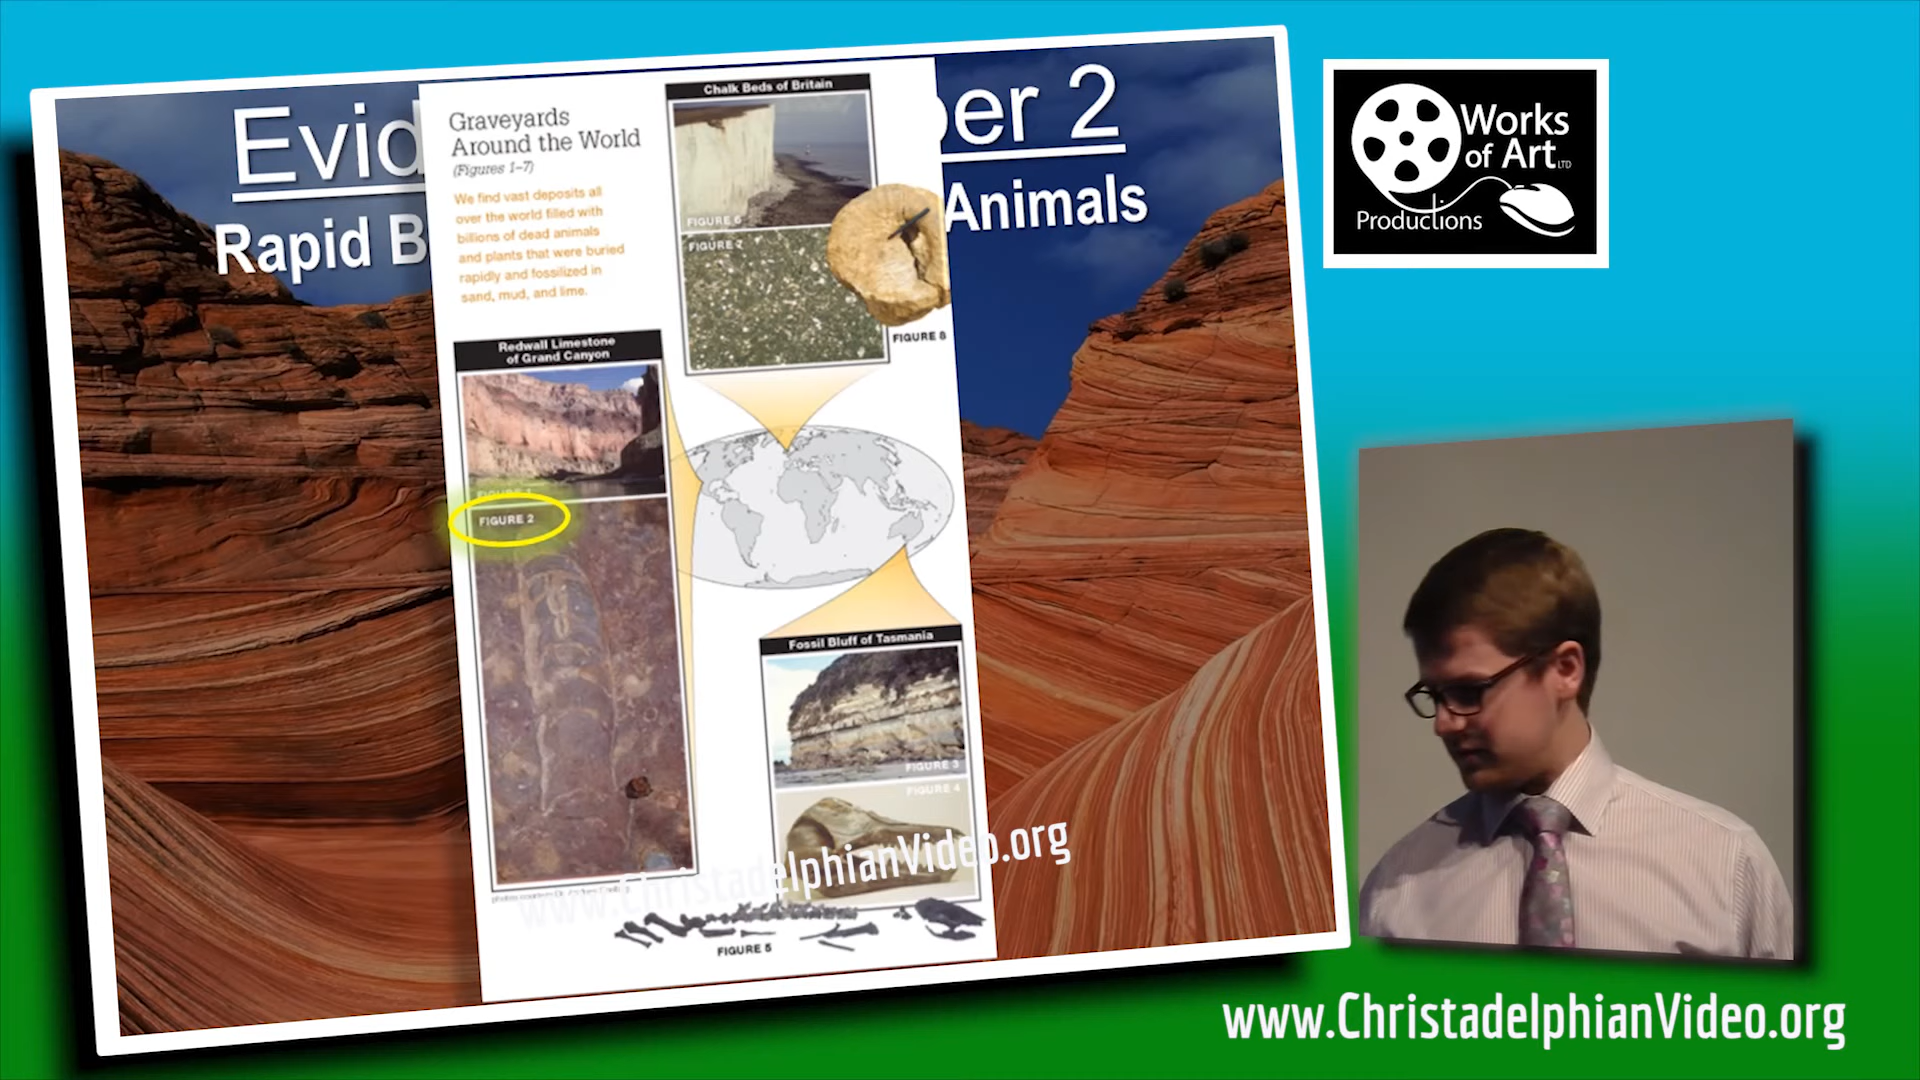 Evid
ber 2
Rapid B
Animals
Graveyards
Around the World
(Figures 1–7)
We find vast deposits all
over the world filled with
billions of dead animals
and plants that were buried
rapidly and fossilized in
sand, mud, and lime.
Chalk Beds of Britain
FIGURE 6
FIGURE 7
FIGURE 8
Redwall Limestone
of Grand Canyon
FIGURE 1
FIGURE 2
Fossil Bluff of Tasmania
FIGURE 3
FIGURE 4
FIGURE 5
www.ChristadelphianVideo.org
Works
of Art LTD
Productions
www.ChristadelphianVideo.org